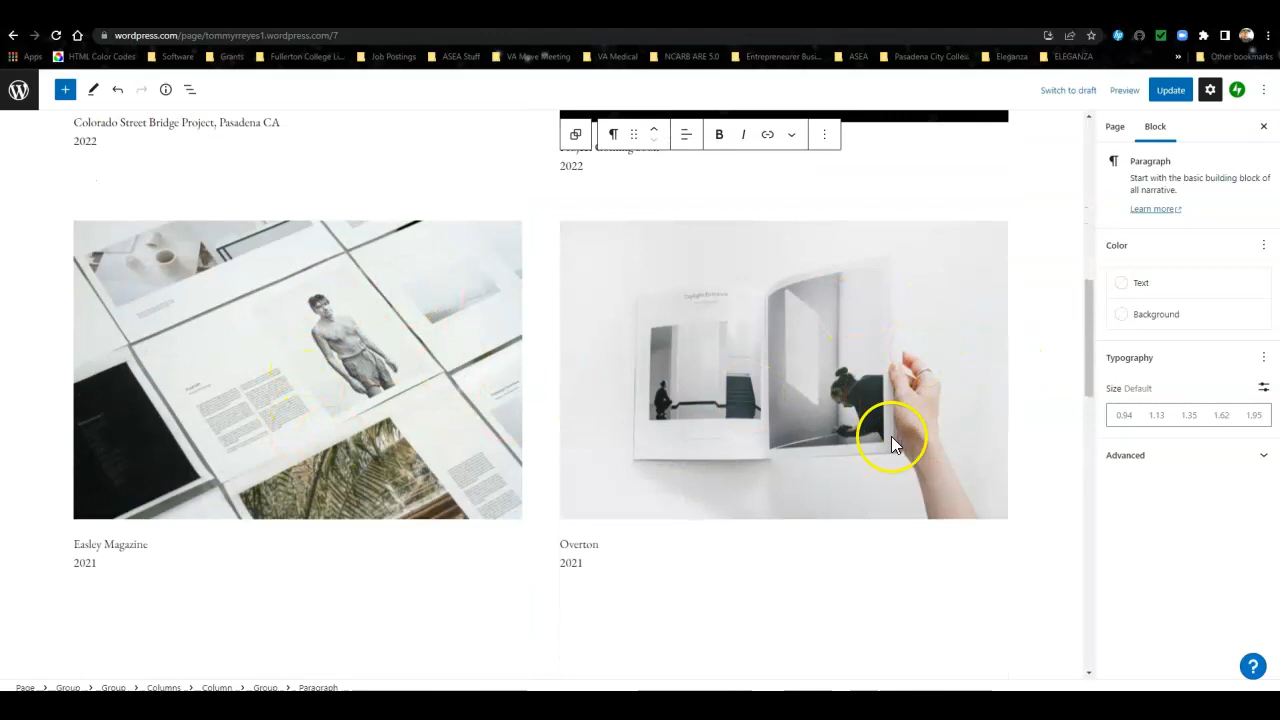 wordpress.com/page/tommyrreyes1.wordpress.com/7
Apps
HTML Color Codes
Software
Grants
Fullerton College Li...
Job Postings
ASEA Stuff
VA Move Meeting
VA Medical
NCARB ARE 5.0
Entrepreneurer Busi...
ASEA
Pasadena City Colle...
Eleganza
ELEGANZA
»
Other bookmarks
Switch to draft
Preview
Update
Colorado Street Bridge Project, Pasadena CA
2022
B
I
2022
Page
Block
Paragraph
Start with the basic building block of
all narrative.
Learn more
Color
Text
Background
Typography
Size Default
0.94 1.13 1.35 1.62 1.95
Advanced
Easley Magazine
2021
Overton
2021
Page
Group
Group
Columns
Column
Group
Paragraph